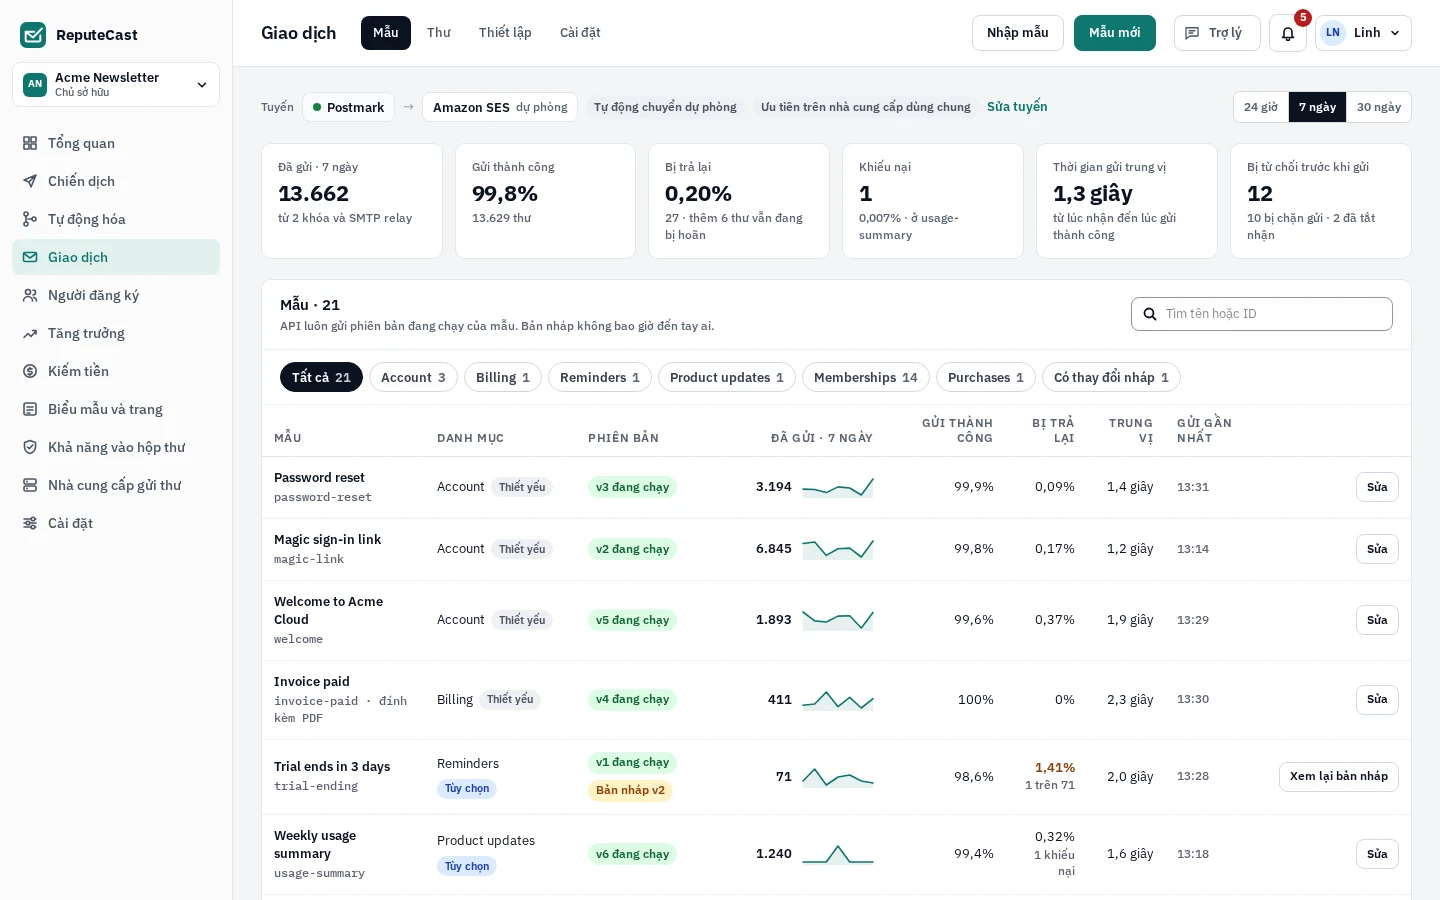 ReputeCast
AN
Acme Newsletter
Chủ sở hữu
Tổng quan
Chiến dịch
Tự động hóa
Giao dịch
Người đăng ký
Tăng trưởng
Kiếm tiền
Biểu mẫu và trang
Khả năng vào hộp thư
Nhà cung cấp gửi thư
Cài đặt
Giao dịch
Mẫu
Thư
Thiết lập
Cài đặt
Nhập mẫu
Mẫu mới
Trợ lý
5
LN
Linh
Tuyến
Postmark
→
Amazon SES dự phòng
Tự động chuyển dự phòng
Ưu tiên trên nhà cung cấp dùng chung
Sửa tuyến
24 giờ
7 ngày
30 ngày
Đã gửi · 7 ngày
13.662
từ 2 khóa và SMTP relay
Gửi thành công
99,8%
13.629 thư
Bị trả lại
0,20%
27 · thêm 6 thư vẫn đang
bị hoãn
Khiếu nại
1
0,007% · ở usage-
summary
Thời gian gửi trung vị
1,3 giây
từ lúc nhận đến lúc gửi
thành công
Bị từ chối trước khi gửi
12
10 bị chặn gửi · 2 đã tắt
nhận
Mẫu · 21
API luôn gửi phiên bản đang chạy của mẫu. Bản nháp không bao giờ đến tay ai.
Tìm tên hoặc ID
Tất cả 21
Account 3
Billing 1
Reminders 1
Product updates 1
Memberships 14
Purchases 1
Có thay đổi nháp 1
MẪU
DANH MỤC
PHIÊN BẢN
ĐÃ GỬI · 7 NGÀY
GỬI THÀNH
CÔNG
BỊ TRẢ
LẠI
TRUNG
VỊ
GỬI GẦN
NHẤT
Password reset
password-reset
Account Thiết yếu
v3 đang chạy
3.194
99,9%
0,09%
1,4 giây
13:31
Sửa
Magic sign-in link
magic-link
Account Thiết yếu
v2 đang chạy
6.845
99,8%
0,17%
1,2 giây
13:14
Sửa
Welcome to Acme
Cloud
welcome
Account Thiết yếu
v5 đang chạy
1.893
99,6%
0,37%
1,9 giây
13:29
Sửa
Invoice paid
invoice-paid · đính
kèm PDF
Billing Thiết yếu
v4 đang chạy
411
100%
0%
2,3 giây
13:30
Sửa
Trial ends in 3 days
trial-ending
Reminders
Tùy chọn
v1 đang chạy
Bản nháp v2
71
98,6%
1,41%
1 trên 71
2,0 giây
13:28
Xem lại bản nháp
Weekly usage
summary
usage-summary
Product updates
Tùy chọn
v6 đang chạy
1.240
99,4%
0,32%
1 khiếu
nại
1,6 giây
13:18
Sửa